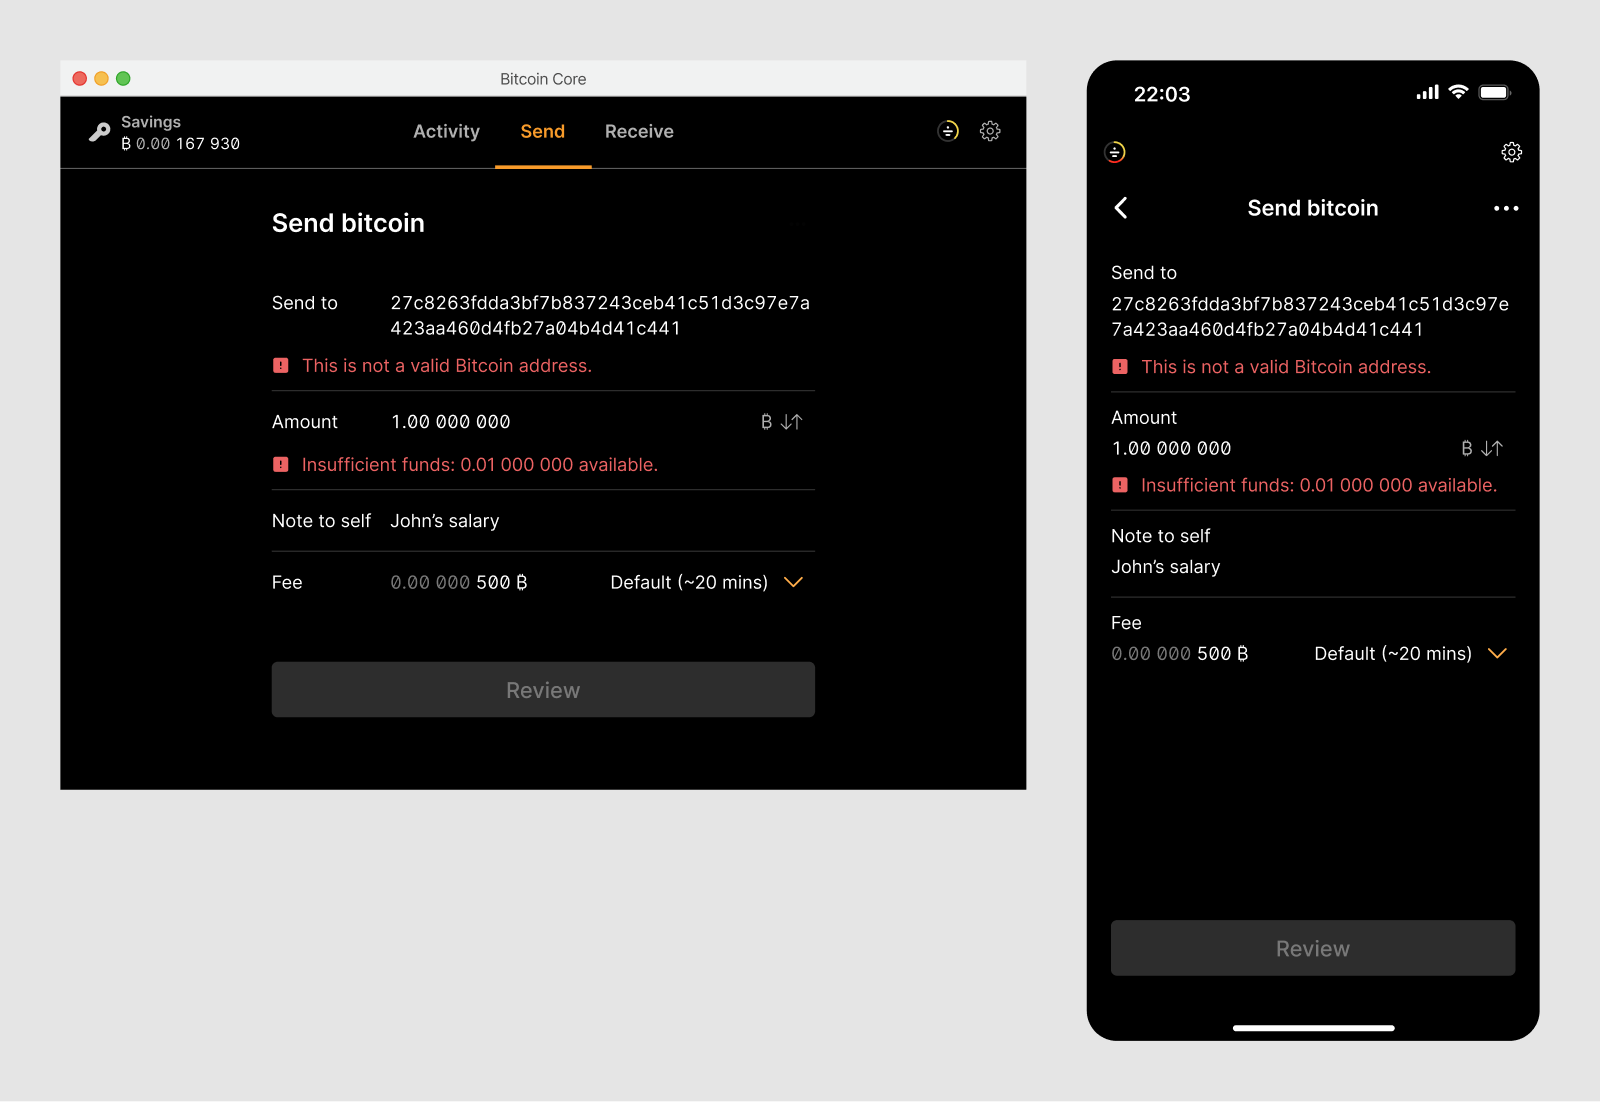 Bitcoin Core
Savings
₿ 0.00 167 930
Activity
Send
Receive
Send bitcoin
Send to
27c8263fdda3bf7b837243ceb41c51d3c97e7a
423aa460d4fb27a04b4d41c441
This is not a valid Bitcoin address.
Amount
1.00 000 000
₿
Insufficient funds: 0.01 000 000 available.
Note to self
John’s salary
Fee
0.00 000 500 ₿
Default (~20 mins)
Review
22:03
Send bitcoin
Send to
27c8263fdda3bf7b837243ceb41c51d3c97e
7a423aa460d4fb27a04b4d41c441
This is not a valid Bitcoin address.
Amount
1.00 000 000
₿
Insufficient funds: 0.01 000 000 available.
Note to self
John’s salary
Fee
0.00 000 500 ₿
Default (~20 mins)
Review